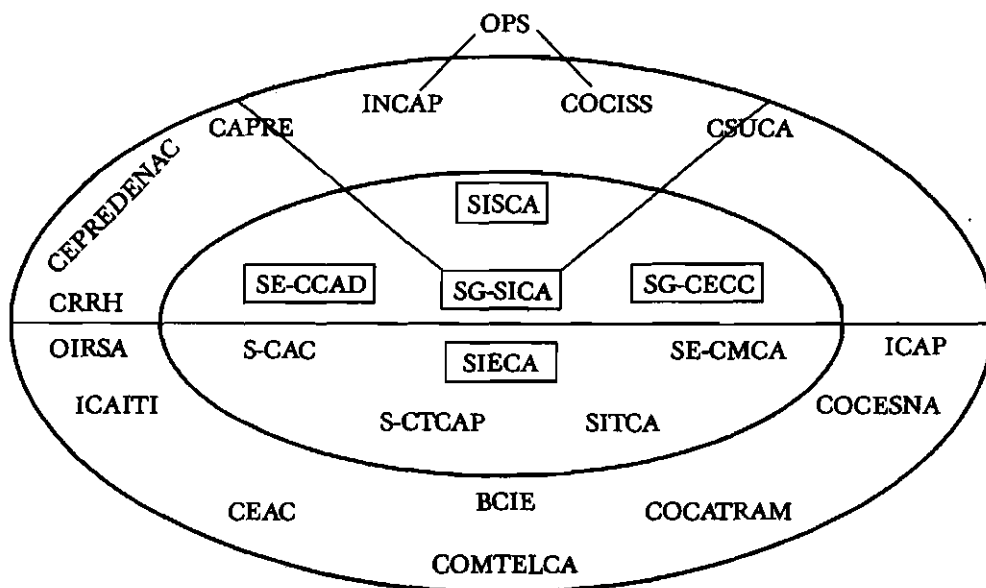 OPS
INCAP COCISS
CAPRE CSUCA
CEPREDENAC
SISCA
SE-CCAD SG-SICA SG-CECC
CRRH
OIRSA S-CAC SIECA SE-CMCA ICAP
ICAITI COCESNA
S-CTCAP SITCA
CEAC BCIE COCATRAM
COMTELCA